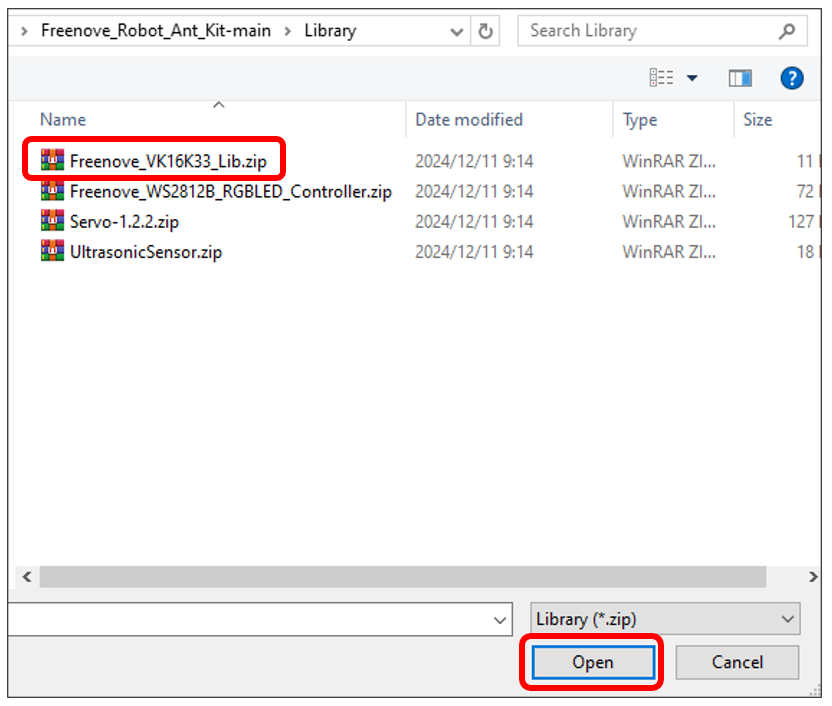 Freenove_Robot_Ant_Kit-main > Library
Search Library
Name Date modified Type Size
Freenove_VK16K33_Lib.zip 2024/12/11 9:14 WinRAR ZI... 11
Freenove_WS2812B_RGBLED_Controller.zip 2024/12/11 9:14 WinRAR ZI... 72
Servo-1.2.2.zip 2024/12/11 9:14 WinRAR ZI... 127
UltrasonicSensor.zip 2024/12/11 9:14 WinRAR ZI... 18
Library (*.zip)
Open Cancel